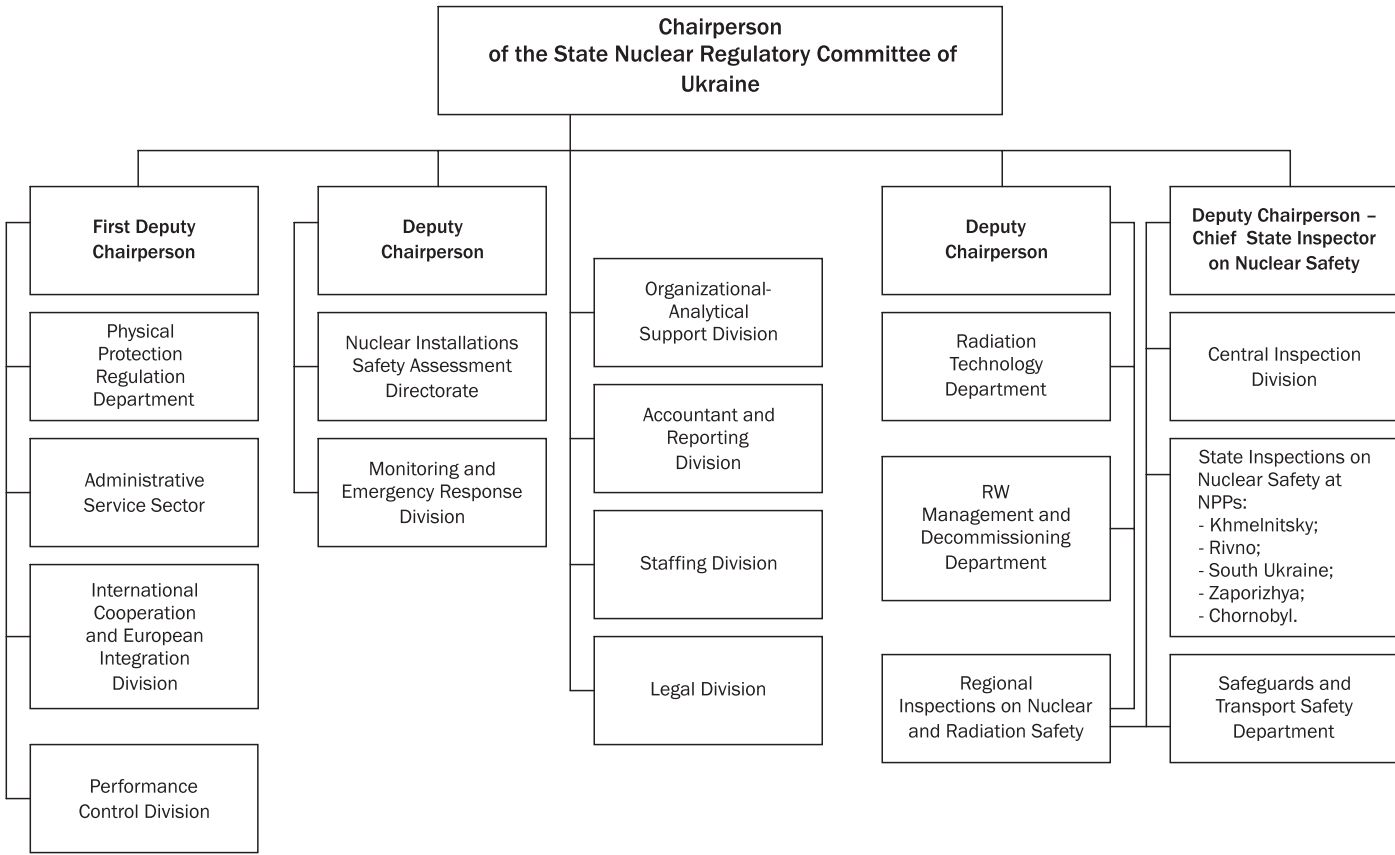 Chairperson
of the State Nuclear Regulatory Committee of
Ukraine
First Deputy
Chairperson
Physical
Protection
Regulation
Department
Administrative
Service Sector
International
Cooperation
and European
Integration
Division
Performance
Control Division
Deputy
Chairperson
Nuclear Installations
Safety Assessment
Directorate
Monitoring and
Emergency Response
Division
Organizational-
Analytical
Support Division
Accountant and
Reporting
Division
Staffing Division
Legal Division
Deputy
Chairperson
Radiation
Technology
Department
RW
Management and
Decommissioning
Department
Regional
Inspections on Nuclear
and Radiation Safety
Deputy Chairperson –
Chief State Inspector
on Nuclear Safety
Central Inspection
Division
State Inspections on
Nuclear Safety at
NPPs:
- Khmelnitsky;
- Rivno;
- South Ukraine;
- Zaporizhya;
- Chornobyl.
Safeguards and
Transport Safety
Department